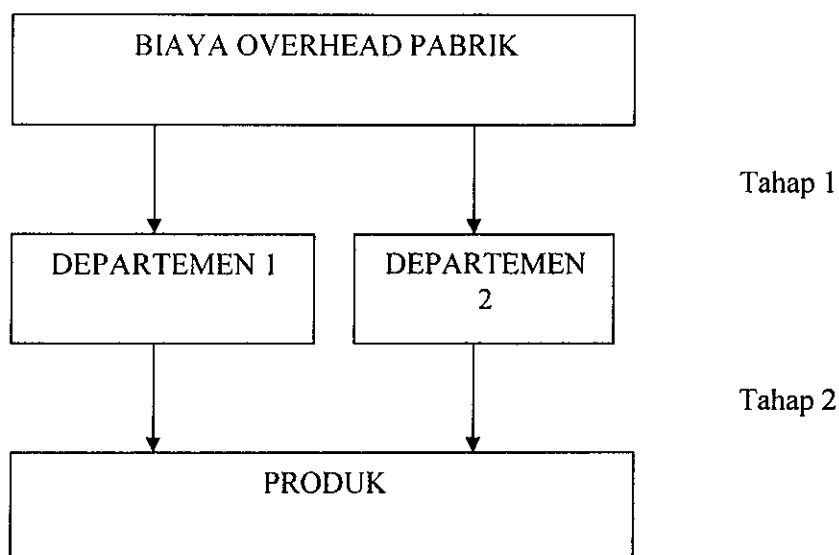 BIAYA OVERHEAD PABRIK
Tahap 1
DEPARTEMEN 1
DEPARTEMEN
2
Tahap 2
PRODUK